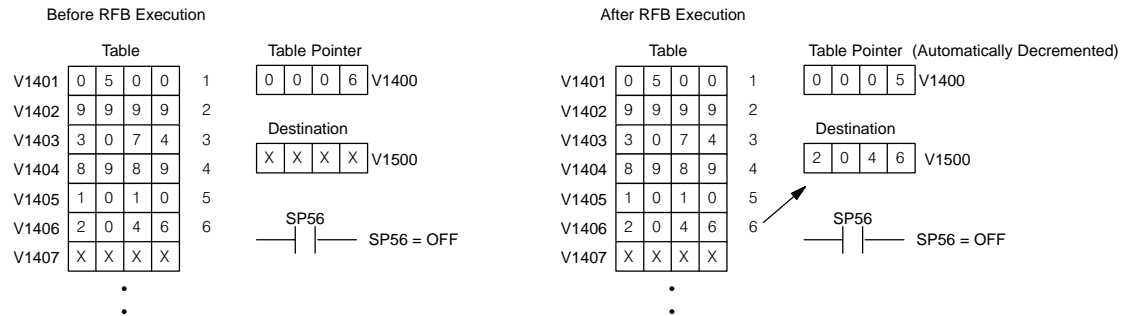 Before RFB Execution
Table
Table Pointer
V1401 0 5 0 0 1
0 0 0 6 V1400
V1402 9 9 9 9 2
Destination
V1403 3 0 7 4 3
X X X X V1500
V1404 8 9 8 9 4
V1405 1 0 1 0 5
V1406 2 0 4 6 6
SP56
SP56 = OFF
V1407 X X X X
After RFB Execution
Table
Table Pointer (Automatically Decremented)
V1401 0 5 0 0 1
0 0 0 5 V1400
V1402 9 9 9 9 2
Destination
V1403 3 0 7 4 3
2 0 4 6 V1500
V1404 8 9 8 9 4
V1405 1 0 1 0 5
V1406 2 0 4 6 6
SP56
SP56 = OFF
V1407 X X X X